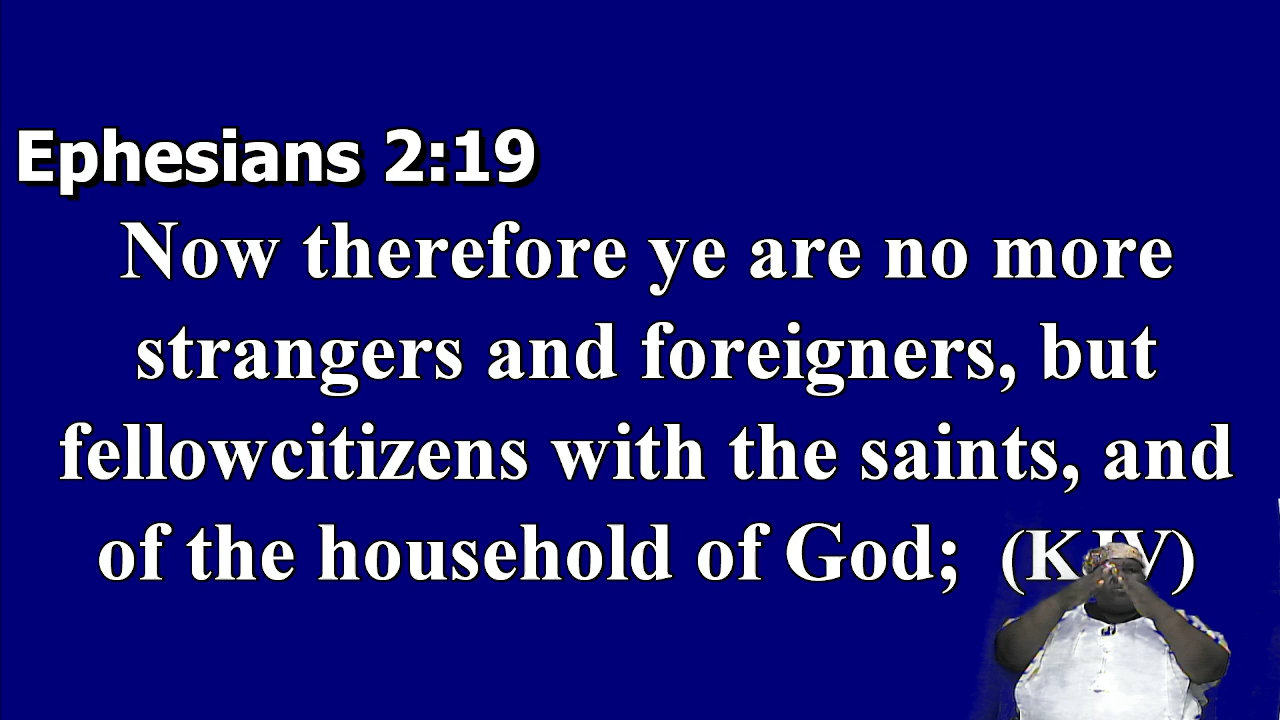 Ephesians 2:19
Now therefore ye are no more
strangers and foreigners, but
fellowcitizens with the saints, and
of the household of God; (KJV)